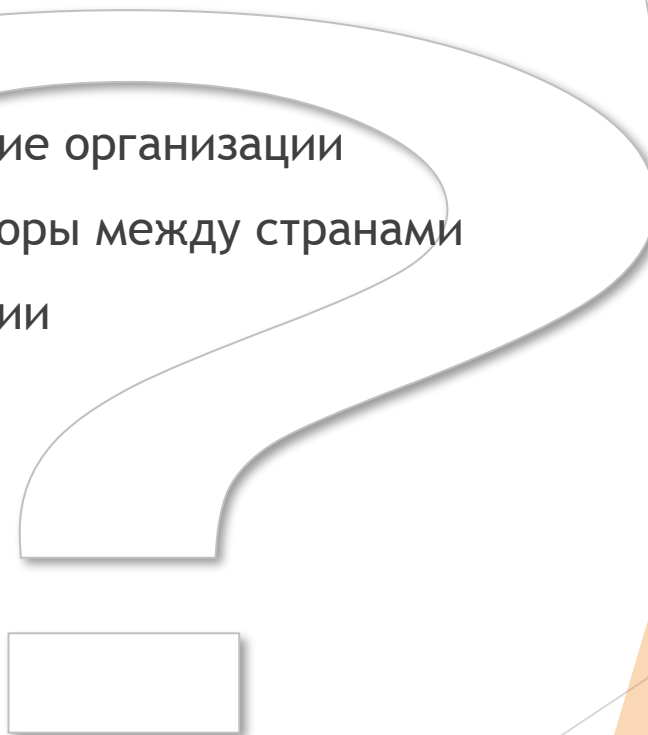 ие организации
оры между странами
ии